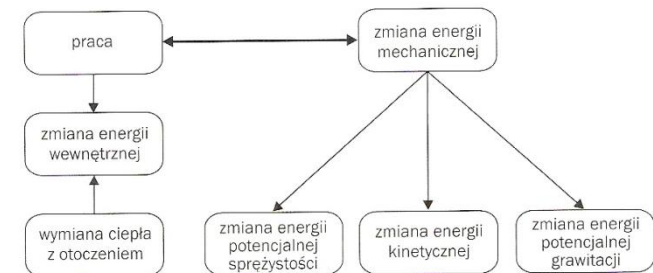 praca
zmiana energii
mechanicznej
zmiana energii
wewnętrznej
wymiana ciepła
z otoczeniem
zmiana energii
potencjalnej
sprężystości
zmiana energii
kinetycznej
zmiana energii
potencjalnej
grawitacji